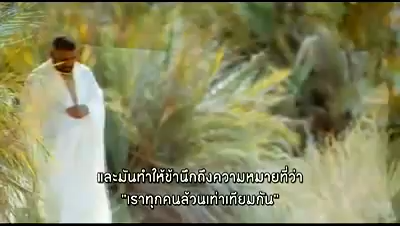 และมันทำให้ข้านึกถึงความหมายที่ว่า
"เราทุกคนล้วนเท่าเทียมกัน"